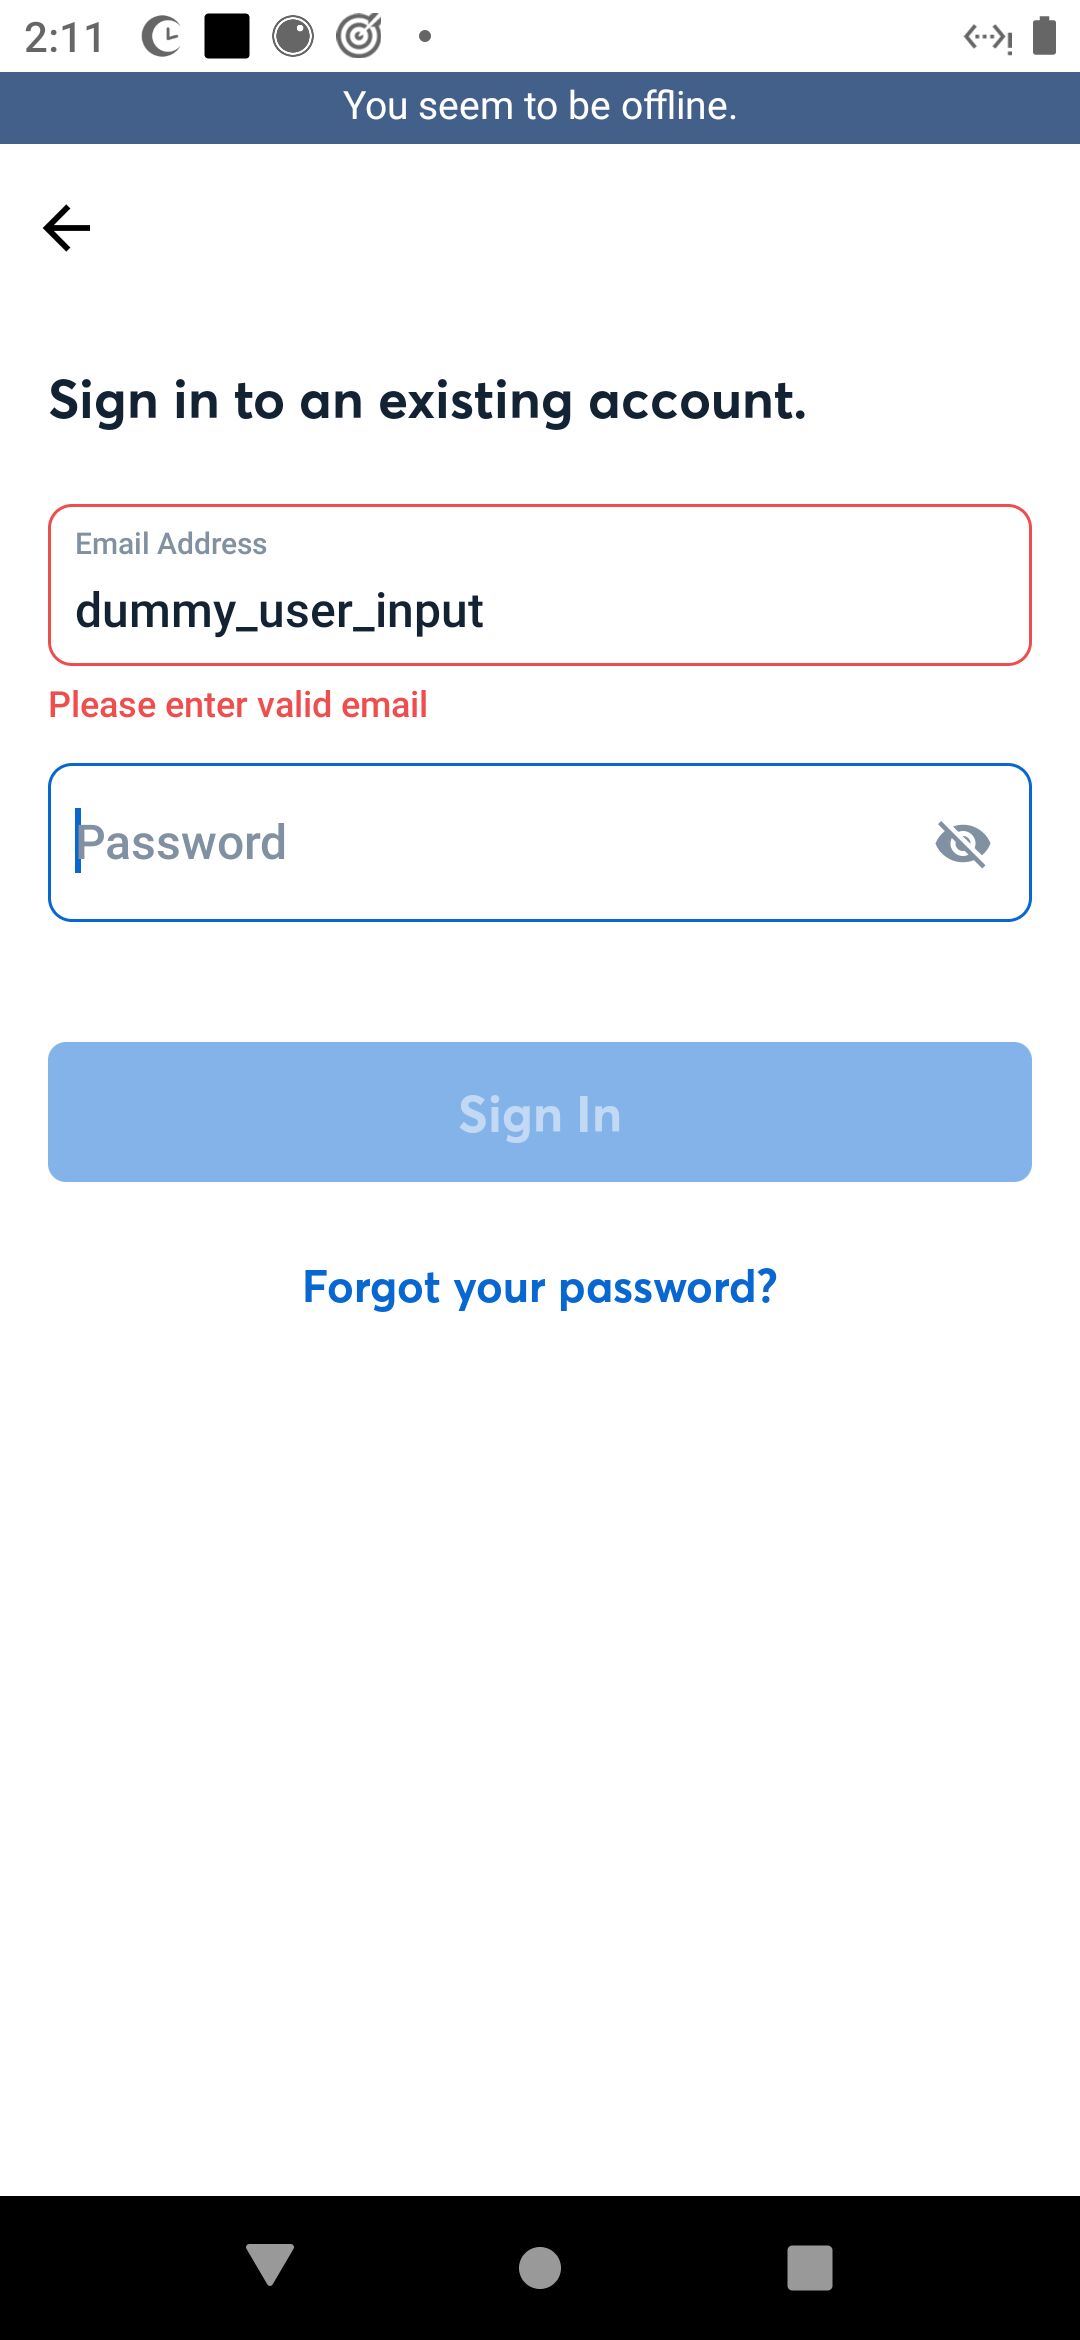 2:11
You seem to be offline.
Sign in to an existing account.
Email Address
dummy_user_input
Please enter valid email
Password
Sign In
Forgot your password?